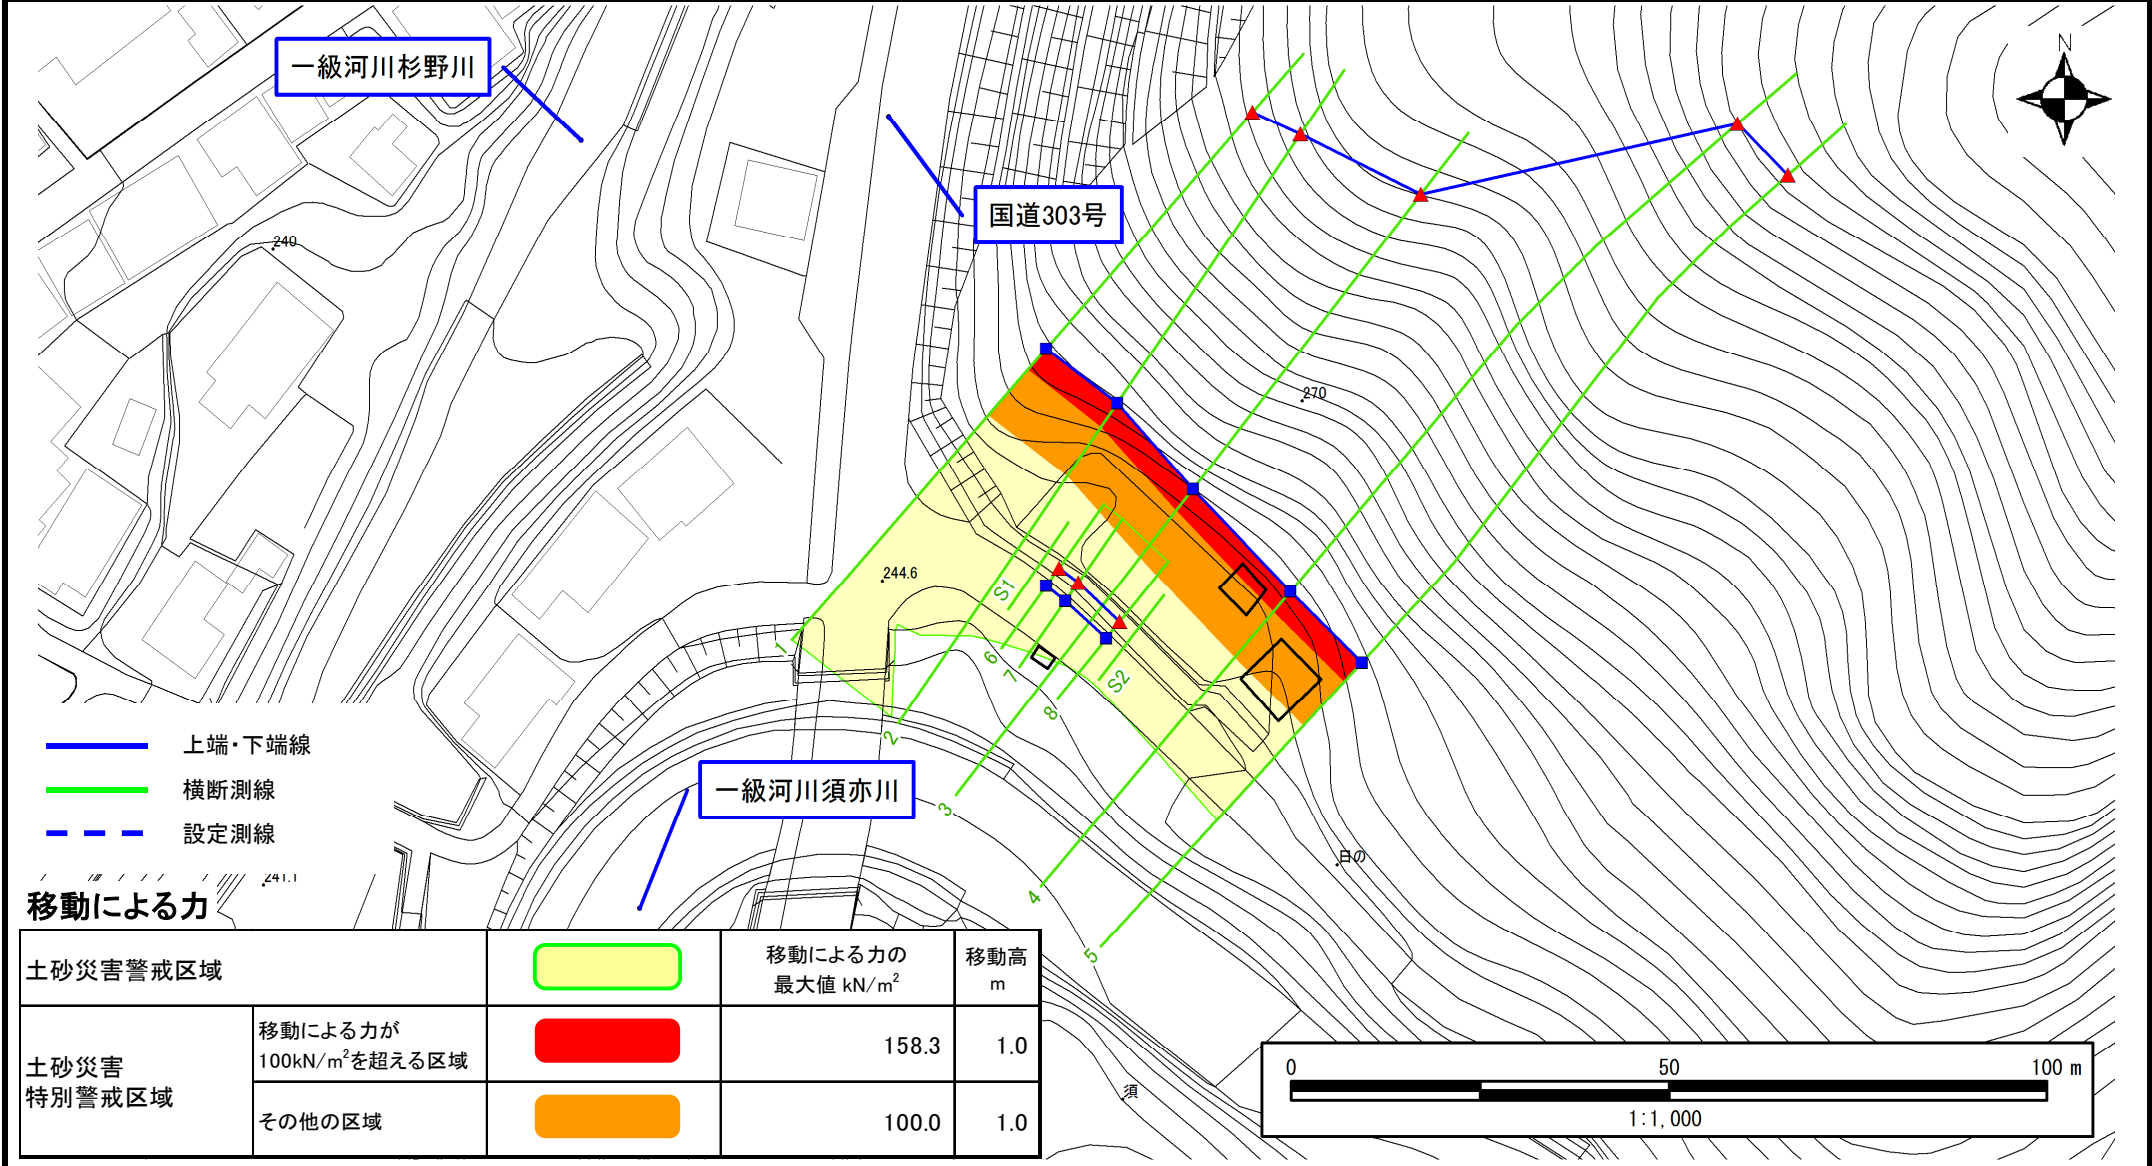 一級河川杉野川
N
国道303号
240
270
244.6
S1
1
6
7
S2
8
2
3
4
5
一級河川須亦川
日の
上端・下端線
横断測線
設定測線
241.1
移動による力
土砂災害警戒区域
移動による力の
最大値 kN/m²
移動高
m
土砂災害
特別警戒区域
移動による力が
100kN/m²を超える区域
158.3
1.0
その他の区域
100.0
1.0
須
0
50
100 m
1:1,000